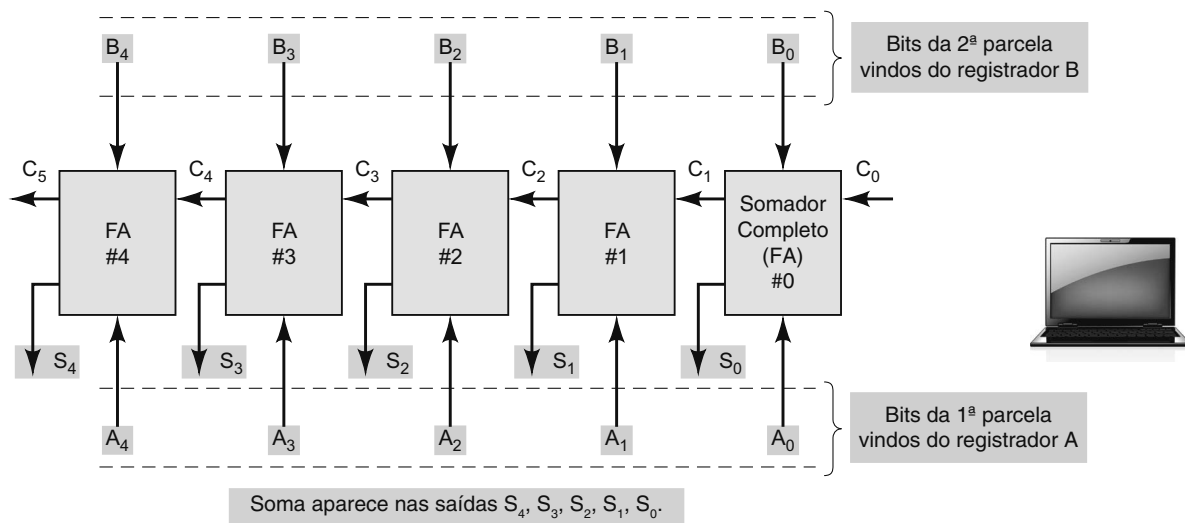 B₄ B₃ B₂ B₁ B₀
Bits da 2ª parcela
vindos do registrador B
C₅ C₄ C₃ C₂ C₁ C₀
FA
#4
FA
#3
FA
#2
FA
#1
Somador
Completo
(FA)
#0
S₄ S₃ S₂ S₁ S₀
A₄ A₃ A₂ A₁ A₀
Bits da 1ª parcela
vindos do registrador A
Soma aparece nas saídas S₄, S₃, S₂, S₁, S₀.